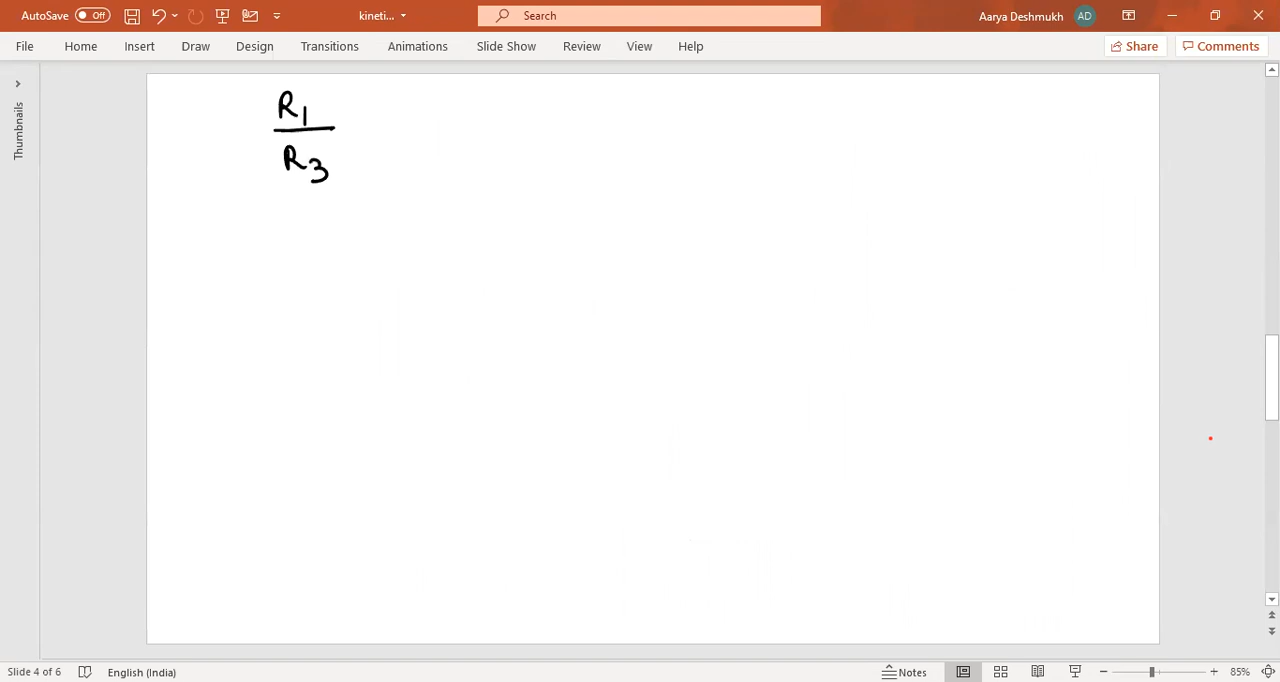 AutoSave Off kineti... Search Aarya Deshmukh AD
File Home Insert Draw Design Transitions Animations Slide Show Review View Help Share Comments
Thumbnails
R1
R3
Slide 4 of 6 English (India) Notes 85%